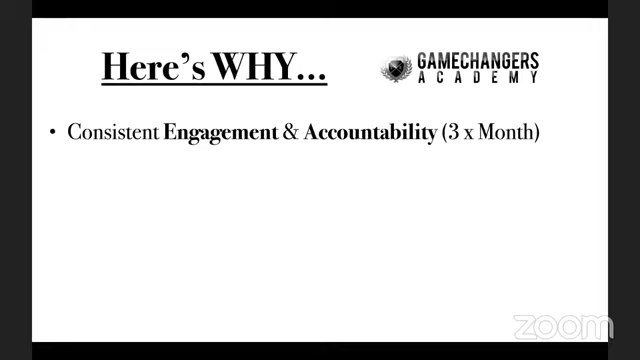 Here’s WHY...
GAMECHANGERS
ACADEMY
• Consistent Engagement & Accountability (3 x Month)
zoom